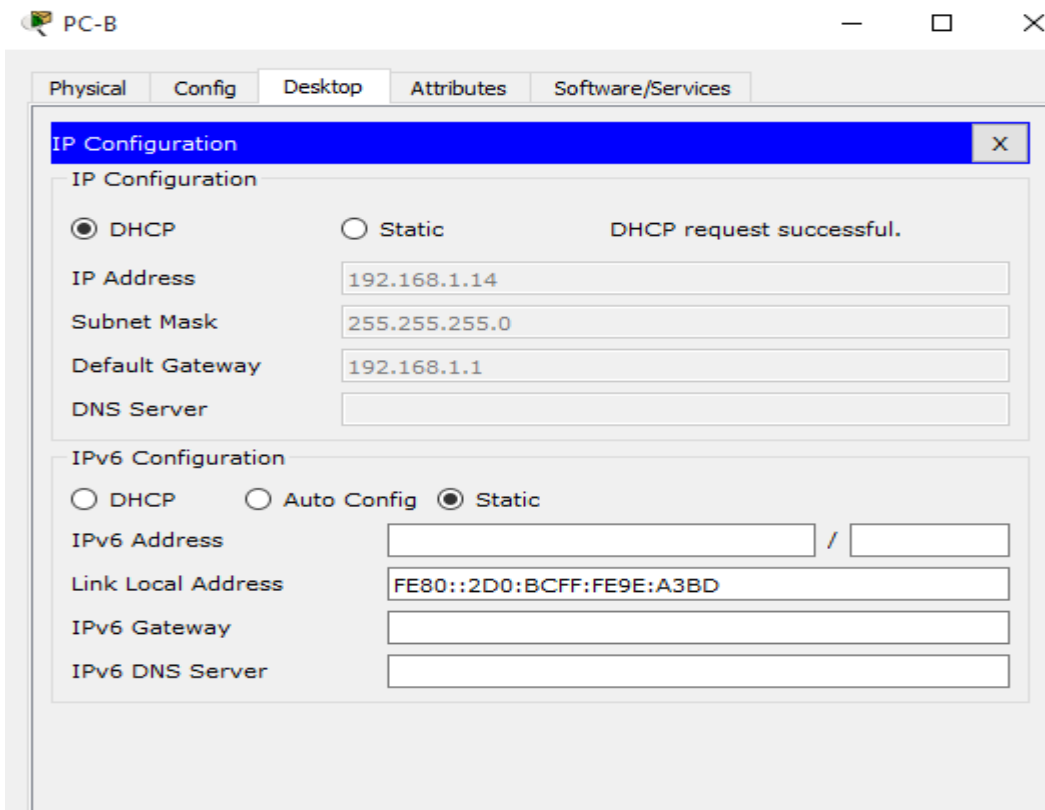 PC-B
Physical Config Desktop Attributes Software/Services
IP Configuration X
IP Configuration
DHCP Static DHCP request successful.
IP Address 192.168.1.14
Subnet Mask 255.255.255.0
Default Gateway 192.168.1.1
DNS Server
IPv6 Configuration
DHCP Auto Config Static
IPv6 Address /
Link Local Address FE80::2D0:BCFF:FE9E:A3BD
IPv6 Gateway
IPv6 DNS Server